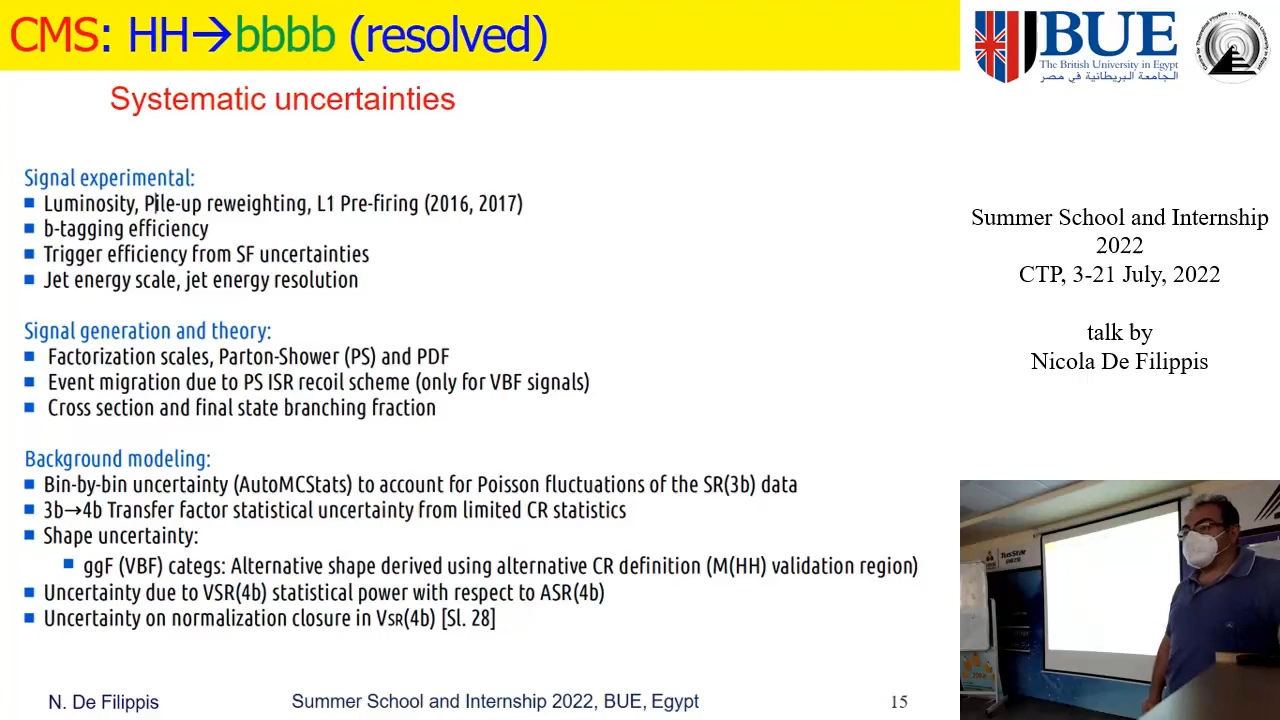 CMS: HH→bbbb (resolved)
Systematic uncertainties
Signal experimental:
Luminosity, Pile-up reweighting, L1 Pre-firing (2016, 2017)
b-tagging efficiency
Trigger efficiency from SF uncertainties
Jet energy scale, jet energy resolution
Signal generation and theory:
Factorization scales, Parton-Shower (PS) and PDF
Event migration due to PS ISR recoil scheme (only for VBF signals)
Cross section and final state branching fraction
Background modeling:
Bin-by-bin uncertainty (AutoMCStats) to account for Poisson fluctuations of the SR(3b) data
3b→4b Transfer factor statistical uncertainty from limited CR statistics
Shape uncertainty:
ggF (VBF) categs: Alternative shape derived using alternative CR definition (M(HH) validation region)
Uncertainty due to VSR(4b) statistical power with respect to ASR(4b)
Uncertainty on normalization closure in VSR(4b) [Sl. 28]
N. De Filippis
Summer School and Internship 2022, BUE, Egypt
15
BUE
The British University in Egypt
الجامعة البريطانية في مصر
Summer School and Internship
2022
CTP, 3-21 July, 2022
talk by
Nicola De Filippis